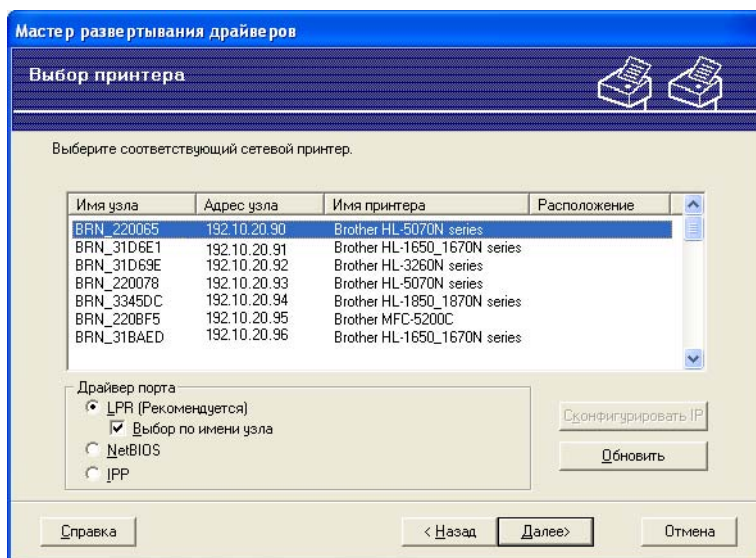 Мастер развертывания драйверов
Выбор принтера
Выберите соответствующий сетевой принтер.
Имя узла Адрес узла Имя принтера Расположение
BRN_220065 192.10.20.90 Brother HL-5070N series
BRN_31D6E1 192.10.20.91 Brother HL-1650_1670N series
BRN_31D69E 192.10.20.92 Brother HL-3260N series
BRN_220078 192.10.20.93 Brother HL-5070N series
BRN_3345DC 192.10.20.94 Brother HL-1850_1870N series
BRN_220BF5 192.10.20.95 Brother MFC-5200C
BRN_31BAED 192.10.20.96 Brother HL-1650_1670N series
Драйвер порта
LPR (Рекомендуется)
Выбор по имени узла
NetBIOS
IPP
Сконфигурировать IP
Обновить
Справка
< Назад
Далее>
Отмена